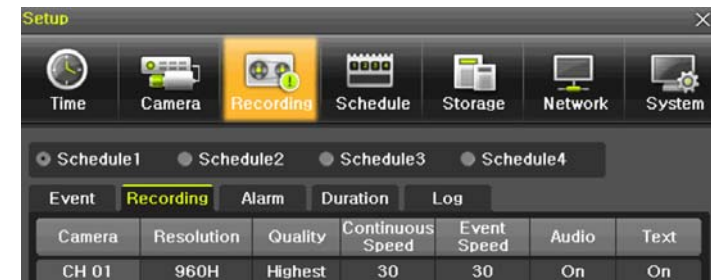 Setup
Time Camera Recording Schedule Storage Network System
Schedule1 Schedule2 Schedule3 Schedule4
Event Recording Alarm Duration Log
Camera Resolution Quality Continuous Speed Event Speed Audio Text
CH 01 960H Highest 30 30 On On